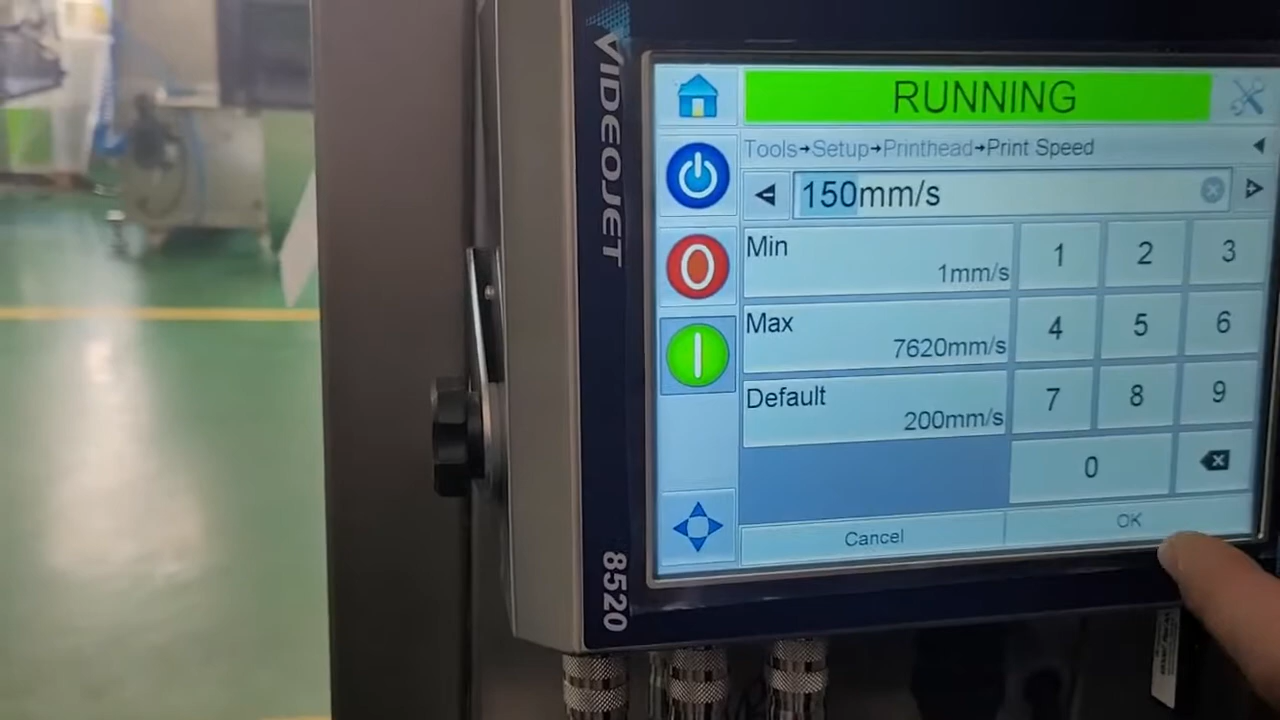 VIDEOJET
8520
RUNNING
Tools→Setup→Printhead→Print Speed
150mm/s
Min
1mm/s
Max
7620mm/s
Default
200mm/s
1 2 3
4 5 6
7 8 9
0
Cancel
OK